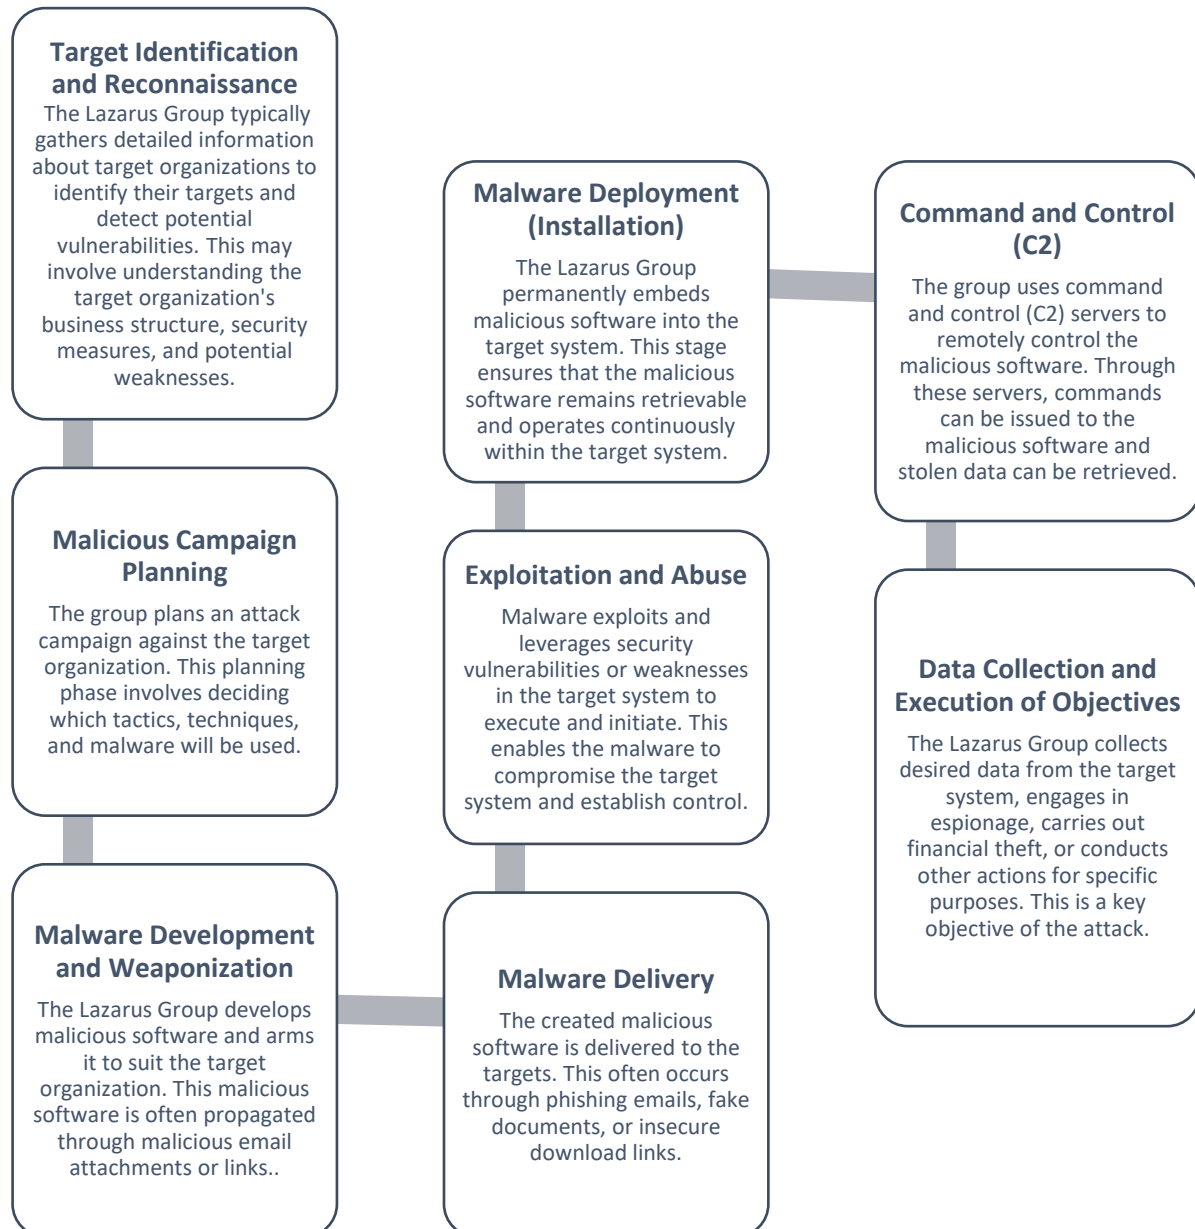 Target Identification
and Reconnaissance
The Lazarus Group typically
gathers detailed information
about target organizations to
identify their targets and
detect potential
vulnerabilities. This may
involve understanding the
target organization's
business structure, security
measures, and potential
weaknesses.
Malicious Campaign
Planning
The group plans an attack
campaign against the target
organization. This planning
phase involves deciding
which tactics, techniques,
and malware will be used.
Malware Development
and Weaponization
The Lazarus Group develops
malicious software and arms
it to suit the target
organization. This malicious
software is often propagated
through malicious email
attachments or links..
Malware Delivery
The created malicious
software is delivered to the
targets. This often occurs
through phishing emails, fake
documents, or insecure
download links.
Exploitation and Abuse
Malware exploits and
leverages security
vulnerabilities or weaknesses
in the target system to
execute and initiate. This
enables the malware to
compromise the target
system and establish control.
Malware Deployment
(Installation)
The Lazarus Group
permanently embeds
malicious software into the
target system. This stage
ensures that the malicious
software remains retrievable
and operates continuously
within the target system.
Command and Control
(C2)
The group uses command
and control (C2) servers to
remotely control the
malicious software. Through
these servers, commands
can be issued to the
malicious software and
stolen data can be retrieved.
Data Collection and
Execution of Objectives
The Lazarus Group collects
desired data from the target
system, engages in
espionage, carries out
financial theft, or conducts
other actions for specific
purposes. This is a key
objective of the attack.